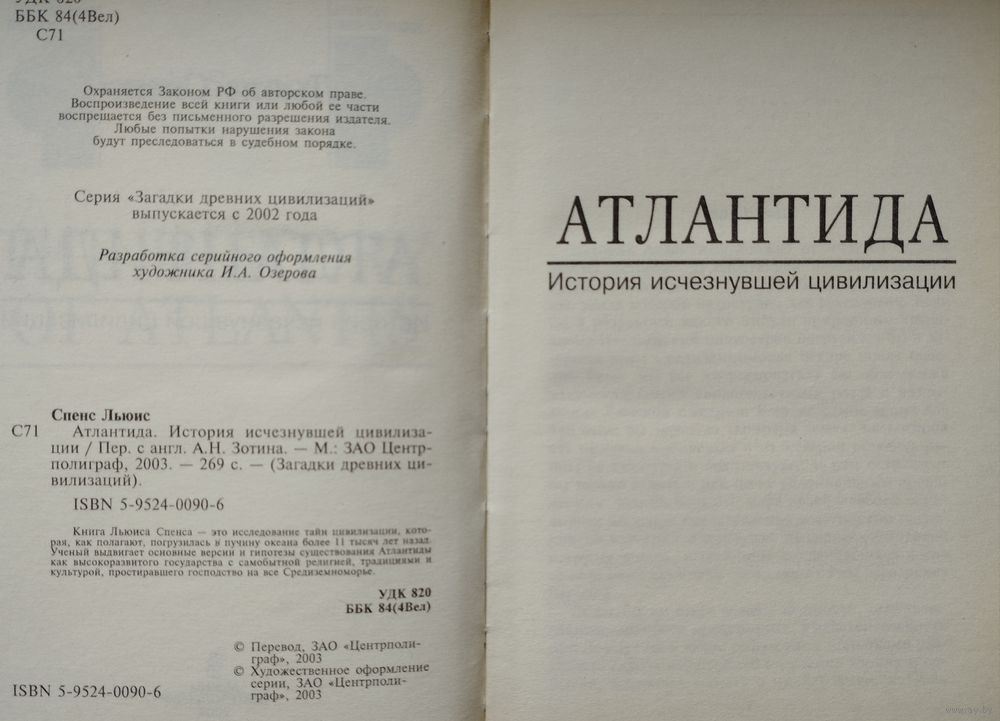 УДК 820
ББК 84(4Вел)
С71
Охраняется Законом РФ об авторском праве.
Воспроизведение всей книги или любой ее части
воспрещается без письменного разрешения издателя.
Любые попытки нарушения закона
будут преследоваться в судебном порядке.
Серия «Загадки древних цивилизаций»
выпускается с 2002 года
Разработка серийного оформления
художника И.А. Озерова
Спенс Льюис
С71 Атлантида. История исчезнувшей цивилиза-
ции / Пер. с англ. А.Н. Зотина. — М.: ЗАО Центр-
полиграф, 2003. — 269 с. — (Загадки древних ци-
вилизаций).
ISBN 5-9524-0090-6
Книга Льюиса Спенса — это исследование тайн цивилизации, кото-
рая, как полагают, погрузилась в пучину океана более 11 тысяч лет назад.
Ученый выдвигает основные версии и гипотезы существования Атлантиды
как высокоразвитого государства с самобытной религией, традициями и
культурой, простиравшего господство на все Средиземноморье.
УДК 820
ББК 84(4Вел)
© Перевод, ЗАО «Центрполи-
граф», 2003
© Художественное оформление
серии, ЗАО «Центрполи-
граф», 2003
ISBN 5-9524-0090-6
АТЛАНТИДА
История исчезнувшей цивилизации